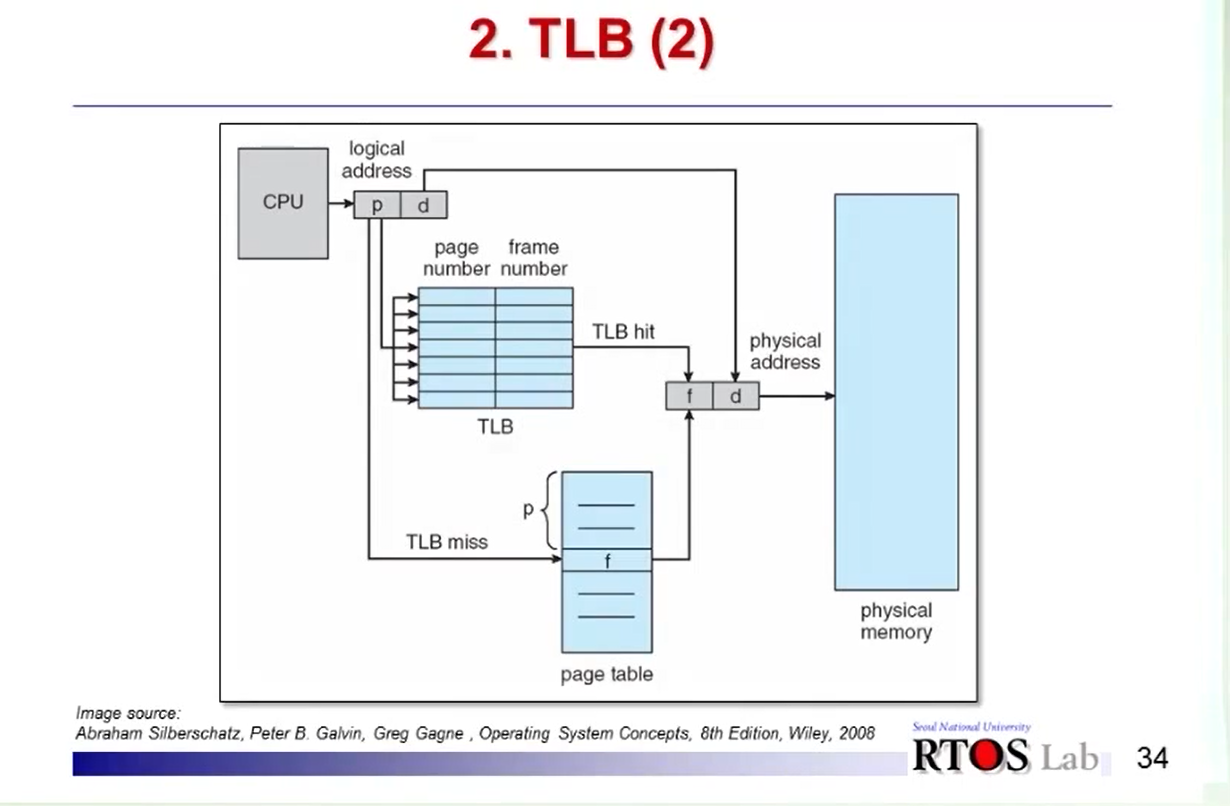 2. TLB (2)
logical
address
CPU
p d
page frame
number number
TLB hit
physical
address
f d
TLB
p
TLB miss
f
page table
physical
memory
Image source:
Abraham Silberschatz, Peter B. Galvin, Greg Gagne , Operating System Concepts, 8th Edition, Wiley, 2008
Seoul National University
RTOS Lab
34